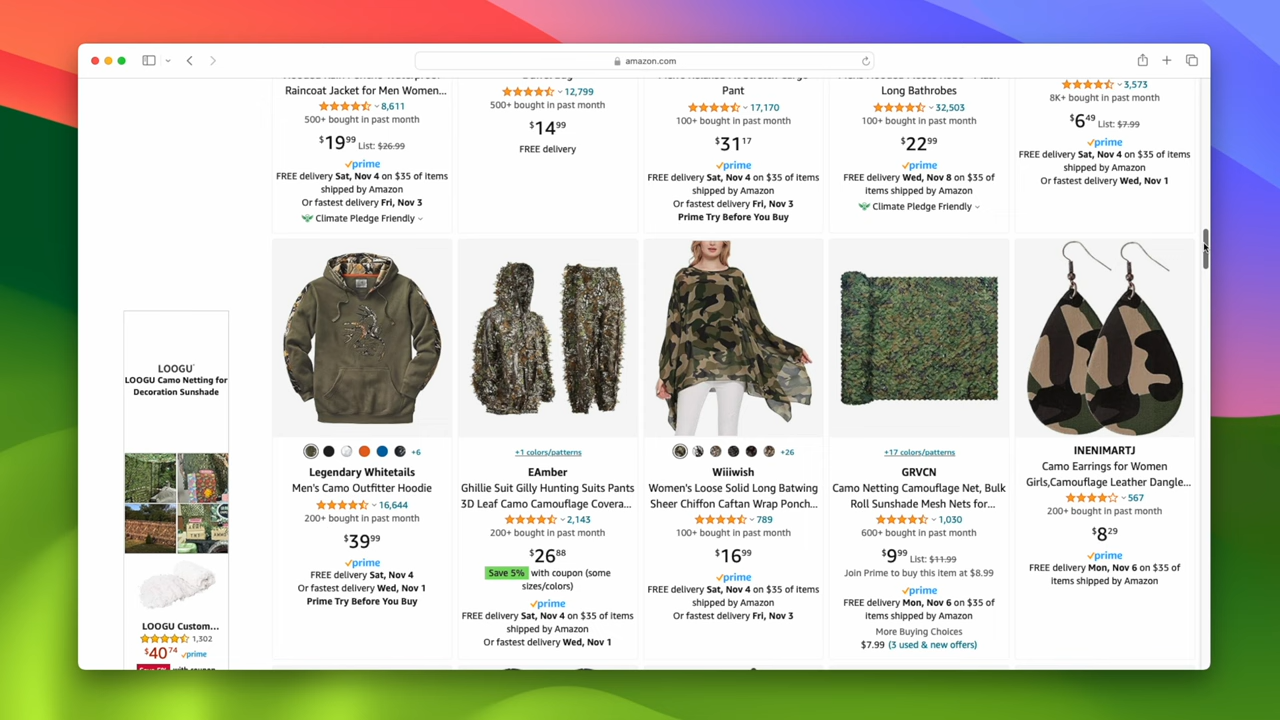 amazon.com
Raincoat Jacket for Men Women...
8,611
500+ bought in past month
$19.99 List: $26.99
prime
FREE delivery Sat, Nov 4 on $35 of items
shipped by Amazon
Or fastest delivery Fri, Nov 3
Climate Pledge Friendly
12,799
500+ bought in past month
$14.99
FREE delivery
Pant
17,170
100+ bought in past month
$31.17
prime
FREE delivery Sat, Nov 4 on $35 of items
shipped by Amazon
Or fastest delivery Fri, Nov 3
Prime Try Before You Buy
Long Bathrobes
32,503
100+ bought in past month
$22.99
prime
FREE delivery Wed, Nov 8 on $35 of
items shipped by Amazon
Climate Pledge Friendly
3,573
8K+ bought in past month
$6.49 List: $7.99
prime
FREE delivery Sat, Nov 4 on $35 of items
shipped by Amazon
Or fastest delivery Wed, Nov 1
LOOGU
LOOGU Camo Netting for
Decoration Sunshade
LOOGU Custom...
1,302
$40.74 prime
+6
Legendary Whitetails
Men's Camo Outfitter Hoodie
16,644
200+ bought in past month
$39.99
prime
FREE delivery Sat, Nov 4
Or fastest delivery Wed, Nov 1
Prime Try Before You Buy
+1 colors/patterns
EAmber
Ghillie Suit Gilly Hunting Suits Pants
3D Leaf Camo Camouflage Covera...
2,143
200+ bought in past month
$26.88
Save 5% with coupon (some
sizes/colors)
prime
FREE delivery Sat, Nov 4 on $35 of items
shipped by Amazon
Or fastest delivery Wed, Nov 1
+26
Wiiiwish
Women's Loose Solid Long Batwing
Sheer Chiffon Caftan Wrap Ponch...
789
100+ bought in past month
$16.99
prime
FREE delivery Sat, Nov 4 on $35 of items
shipped by Amazon
Or fastest delivery Fri, Nov 3
+17 colors/patterns
GRVCN
Camo Netting Camouflage Net, Bulk
Roll Sunshade Mesh Nets for...
1,030
600+ bought in past month
$9.99 List: $11.99
Join Prime to buy this item at $8.99
prime
FREE delivery Mon, Nov 6 on $35 of
items shipped by Amazon
More Buying Choices
$7.99 (3 used & new offers)
INENIMARTJ
Camo Earrings for Women
Girls,Camouflage Leather Dangle...
567
200+ bought in past month
$8.29
prime
FREE delivery Mon, Nov 6 on $35 of
items shipped by Amazon